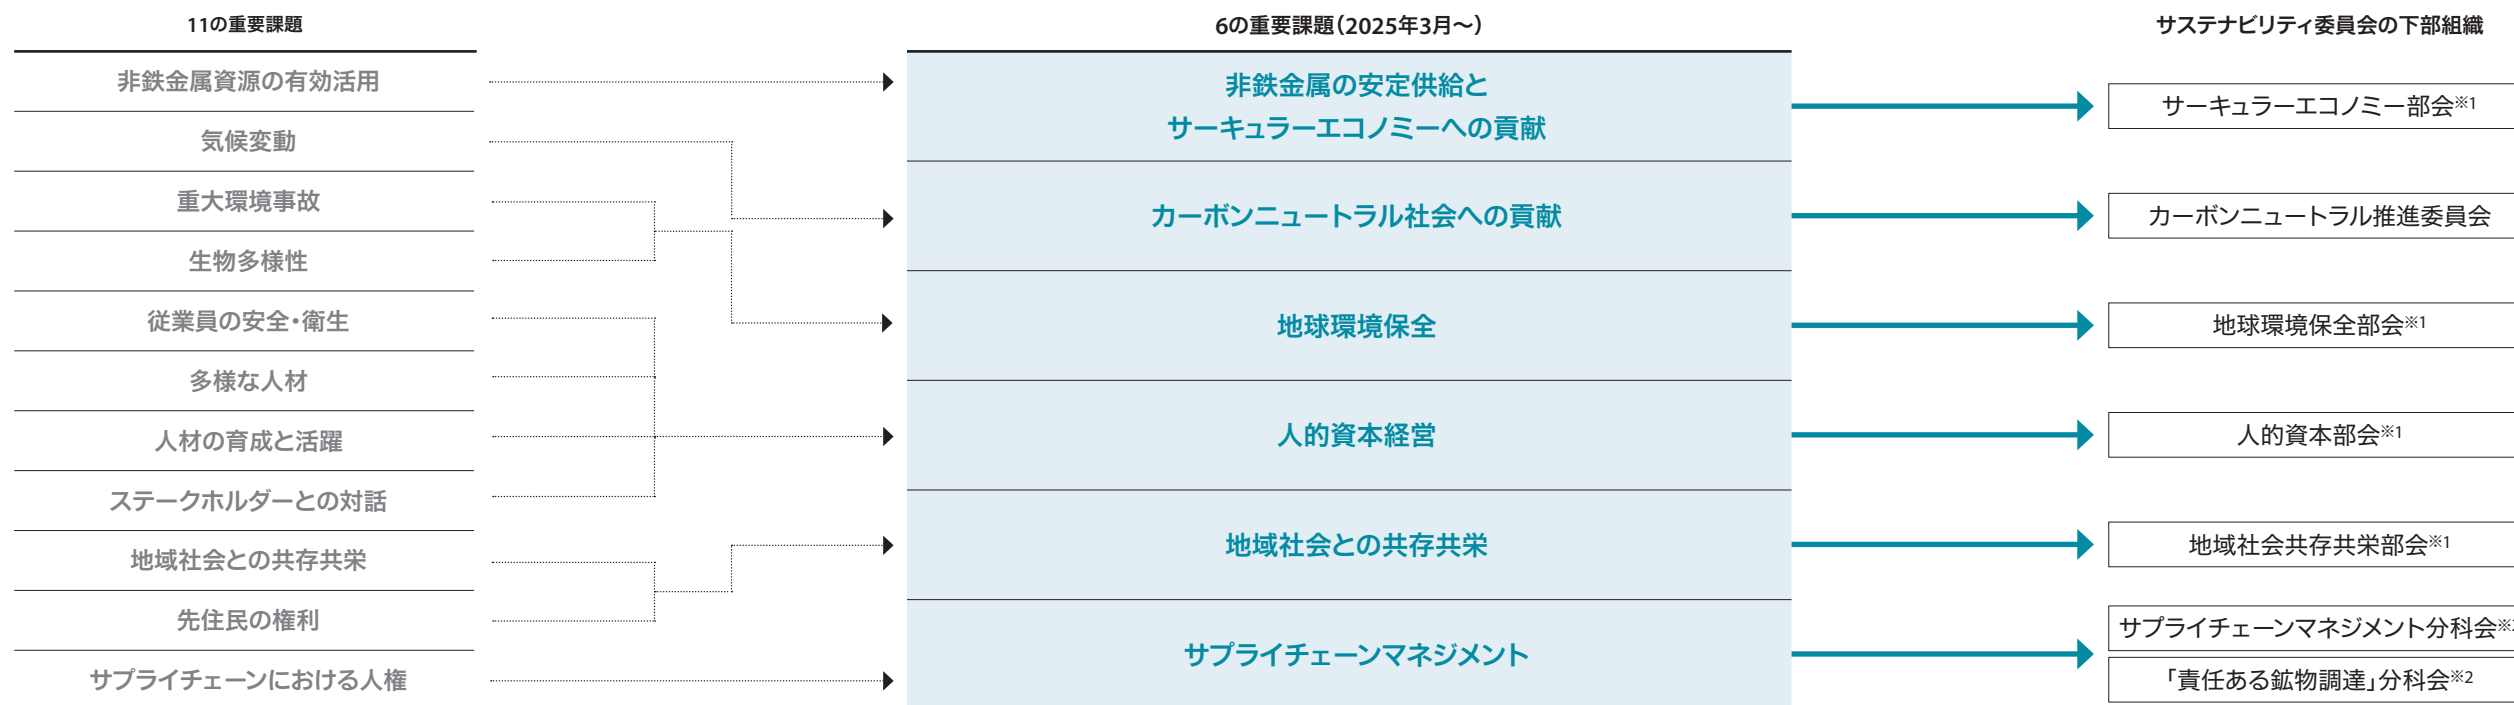 11の重要課題
非鉄金属資源の有効活用
気候変動
重大環境事故
生物多様性
従業員の安全・衛生
多様な人材
人材の育成と活躍
ステークホルダーとの対話
地域社会との共存共栄
先住民の権利
サプライチェーンにおける人権
6の重要課題（2025年3月～）
非鉄金属の安定供給と
サーキュラーエコノミーへの貢献
カーボンニュートラル社会への貢献
地球環境保全
人的資本経営
地域社会との共存共栄
サプライチェーンマネジメント
サステナビリティ委員会の下部組織
サーキュラーエコノミー部会※1
カーボンニュートラル推進委員会
地球環境保全部会※1
人的資本部会※1
地域社会共存共栄部会※1
サプライチェーンマネジメント分科会※
「責任ある鉱物調達」分科会※2